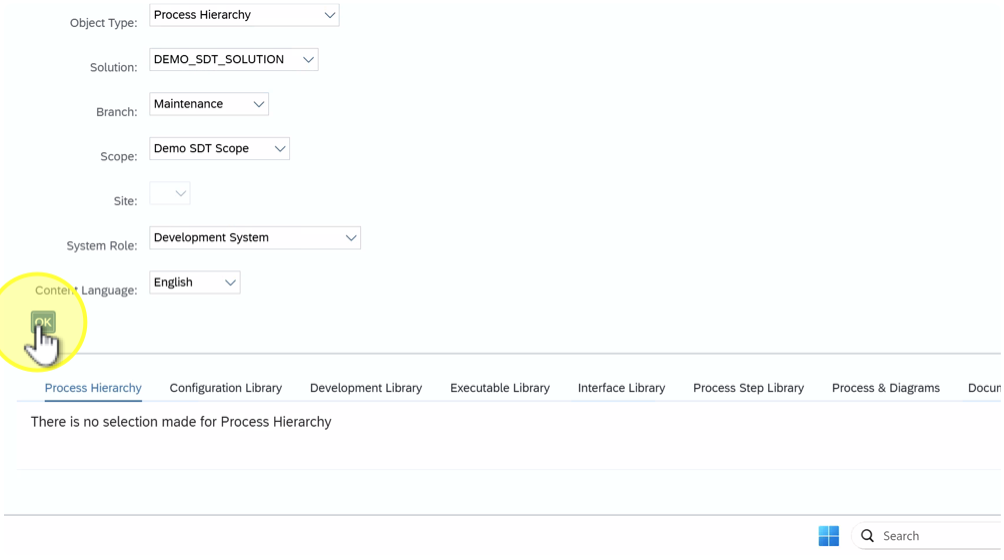 Object Type: Process Hierarchy
Solution: DEMO_SDT_SOLUTION
Branch: Maintenance
Scope: Demo SDT Scope
Site:
System Role: Development System
Content Language: English
OK
Process Hierarchy Configuration Library Development Library Executable Library Interface Library Process Step Library Process & Diagrams Docum
There is no selection made for Process Hierarchy
Search